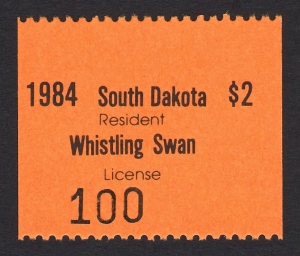 1984 South Dakota $2
Resident
Whistling Swan
License
100